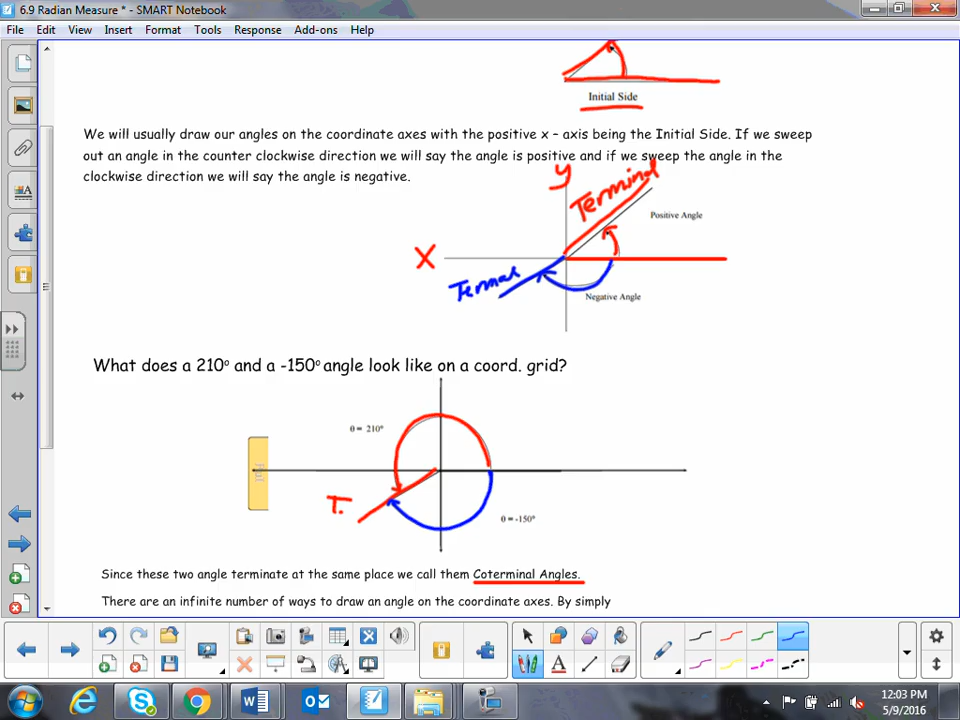 6.9 Radian Measure * - SMART Notebook
File Edit View Insert Format Tools Response Add-ons Help
Initial Side
We will usually draw our angles on the coordinate axes with the positive x – axis being the Initial Side. If we sweep
out an angle in the counter clockwise direction we will say the angle is positive and if we sweep the angle in the
clockwise direction we will say the angle is negative.
y
Terminal
Positive Angle
X
Termal
Negative Angle
What does a 210° and a -150° angle look like on a coord. grid?
θ = 210°
Pull
T.
θ = -150°
Since these two angle terminate at the same place we call them Coterminal Angles.
There are an infinite number of ways to draw an angle on the coordinate axes. By simply
12:03 PM
5/9/2016